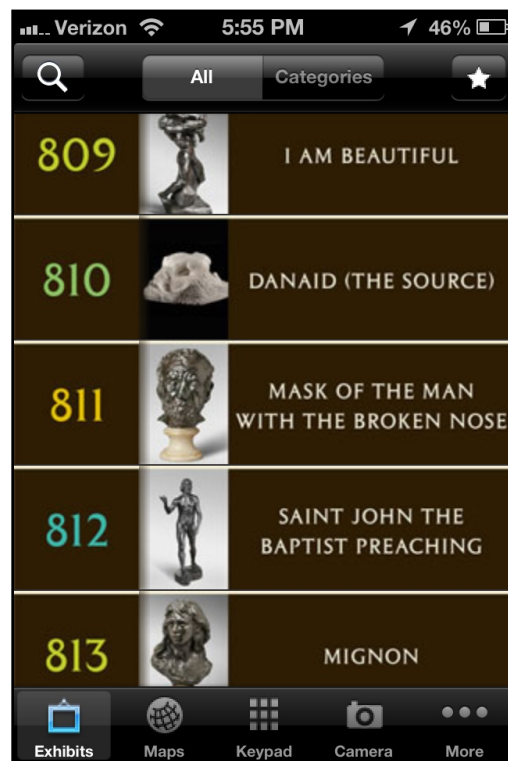 Verizon 5:55 PM 46%
All Categories
809 I AM BEAUTIFUL
810 DANAID (THE SOURCE)
811 MASK OF THE MAN
WITH THE BROKEN NOSE
812 SAINT JOHN THE
BAPTIST PREACHING
813 MIGNON
Exhibits Maps Keypad Camera More